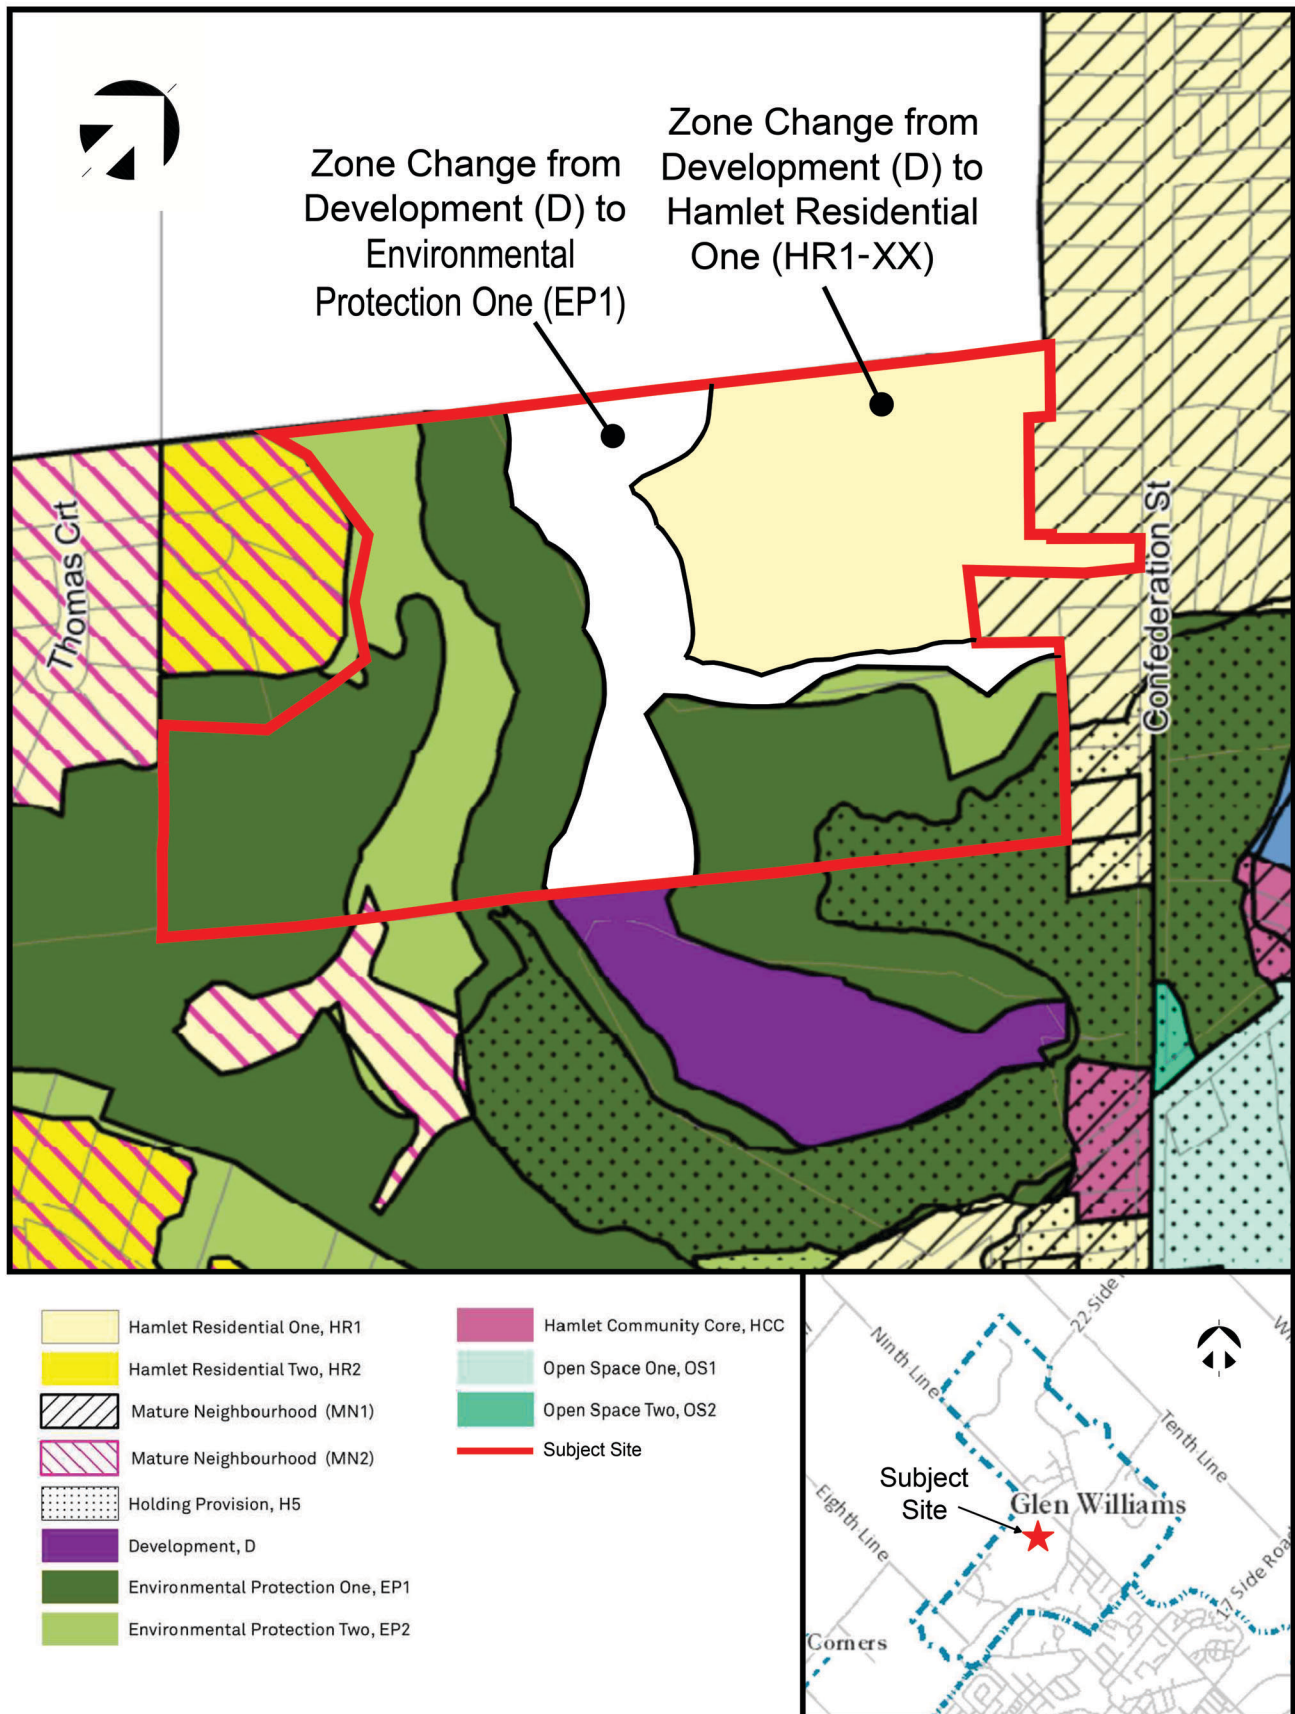 Zone Change from
Development (D) to
Environmental
Protection One (EP1)
Zone Change from
Development (D) to
Hamlet Residential
One (HR1-XX)
Thomas Crt
Confederation St
Hamlet Residential One, HR1
Hamlet Residential Two, HR2
Mature Neighbourhood (MN1)
Mature Neighbourhood (MN2)
Holding Provision, H5
Development, D
Environmental Protection One, EP1
Environmental Protection Two, EP2
Hamlet Community Core, HCC
Open Space One, OS1
Open Space Two, OS2
Subject Site
22 Side
Ninth Line
Tenth Line
Eighth Line
Subject
Site
Glen Williams
17 Side Road
Corners